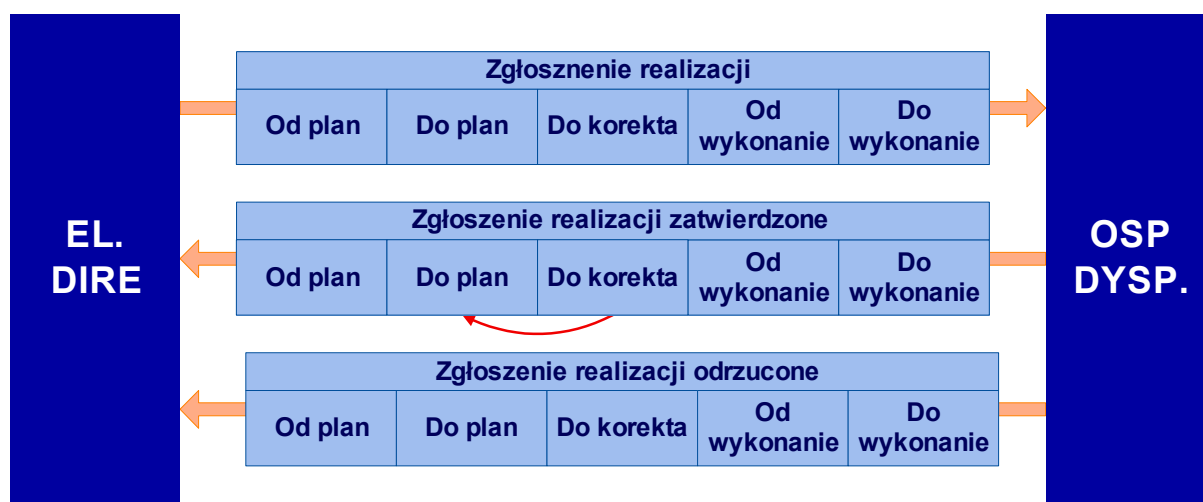 EL.
DIRE
Zgłosznenie realizacji
Od plan
Do plan
Do korekta
Od
wykonanie
Do
wykonanie
Zgłoszenie realizacji zatwierdzone
Od plan
Do plan
Do korekta
Od
wykonanie
Do
wykonanie
Zgłoszenie realizacji odrzucone
Od plan
Do plan
Do korekta
Od
wykonanie
Do
wykonanie
OSP
DYSP.